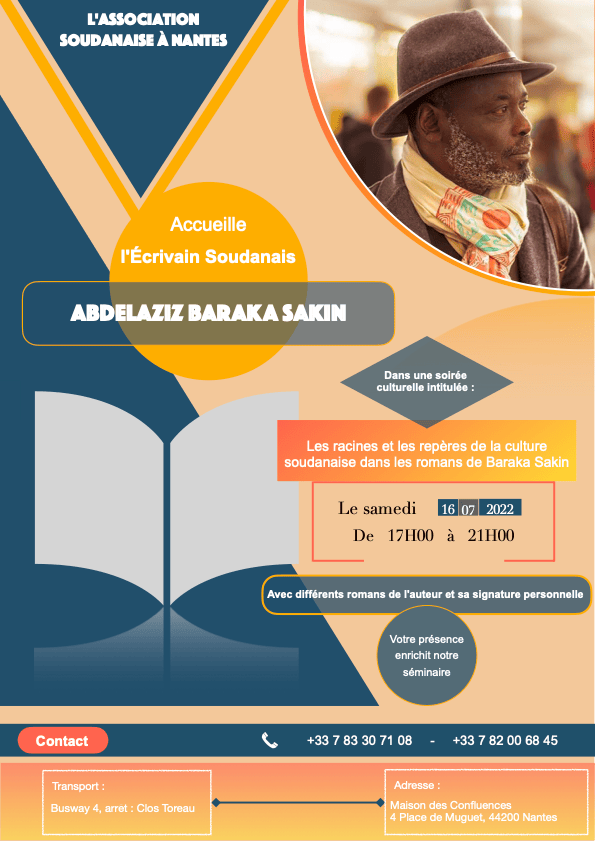 L'ASSOCIATION
SOUDANAISE À NANTES
Accueille
l'Écrivain Soudanais
ABDELAZIZ BARAKA SAKIN
Dans une soirée
culturelle intitulée :
Les racines et les repères de la culture
soudanaise dans les romans de Baraka Sakin
Le samedi 16 07 2022
De 17H00 à 21H00
Avec différents romans de l'auteur et sa signature personnelle
Votre présence
enrichit notre
séminaire
Contact
+33 7 83 30 71 08 - +33 7 82 00 68 45
Transport :
Busway 4, arret : Clos Toreau
Adresse :
Maison des Confluences
4 Place de Muguet, 44200 Nantes